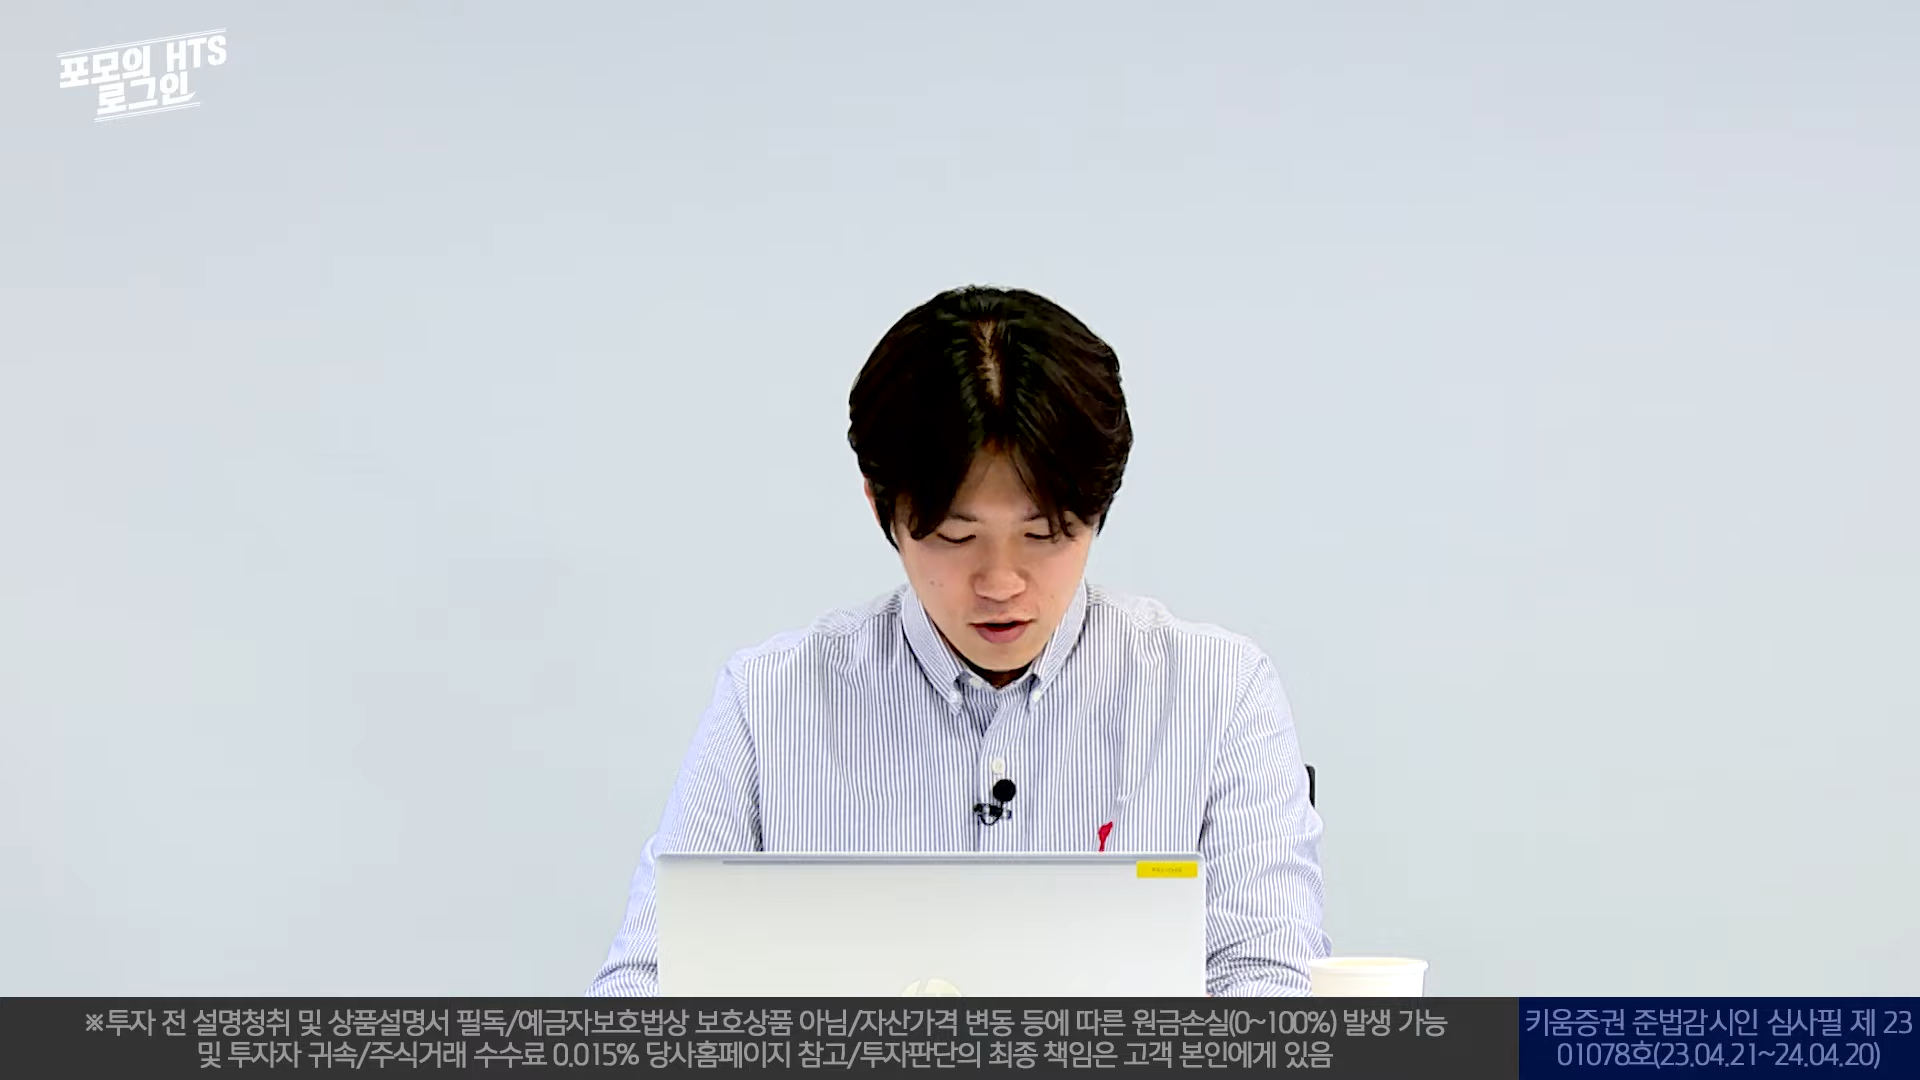 포모의 HTS
로그인
※투자 전 설명청취 및 상품설명서 필독/예금자보호법상 보호상품 아님/자산가격 변동 등에 따른 원금손실(0~100%) 발생 가능
및 투자자 귀속/주식거래 수수료 0.015% 당사홈페이지 참고/투자판단의 최종 책임은 고객 본인에게 있음
키움증권 준법감시인 심사필 제 23
01078호(23.04.21~24.04.20)